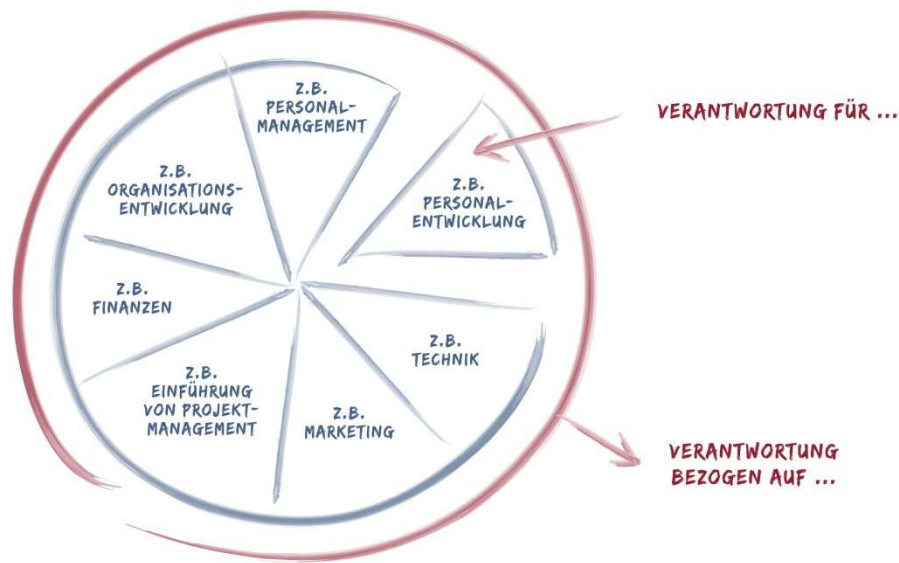 Z.B.
PERSONAL-
MANAGEMENT
VERANTWORTUNG FÜR ...
Z.B.
PERSONAL-
ENTWICKLUNG
Z.B.
ORGANISATIONS-
ENTWICKLUNG
Z.B.
FINANZEN
Z.B.
TECHNIK
Z.B.
EINFÜHRUNG
VON PROJEKT-
MANAGEMENT
Z.B.
MARKETING
VERANTWORTUNG
BEZOGEN AUF ...